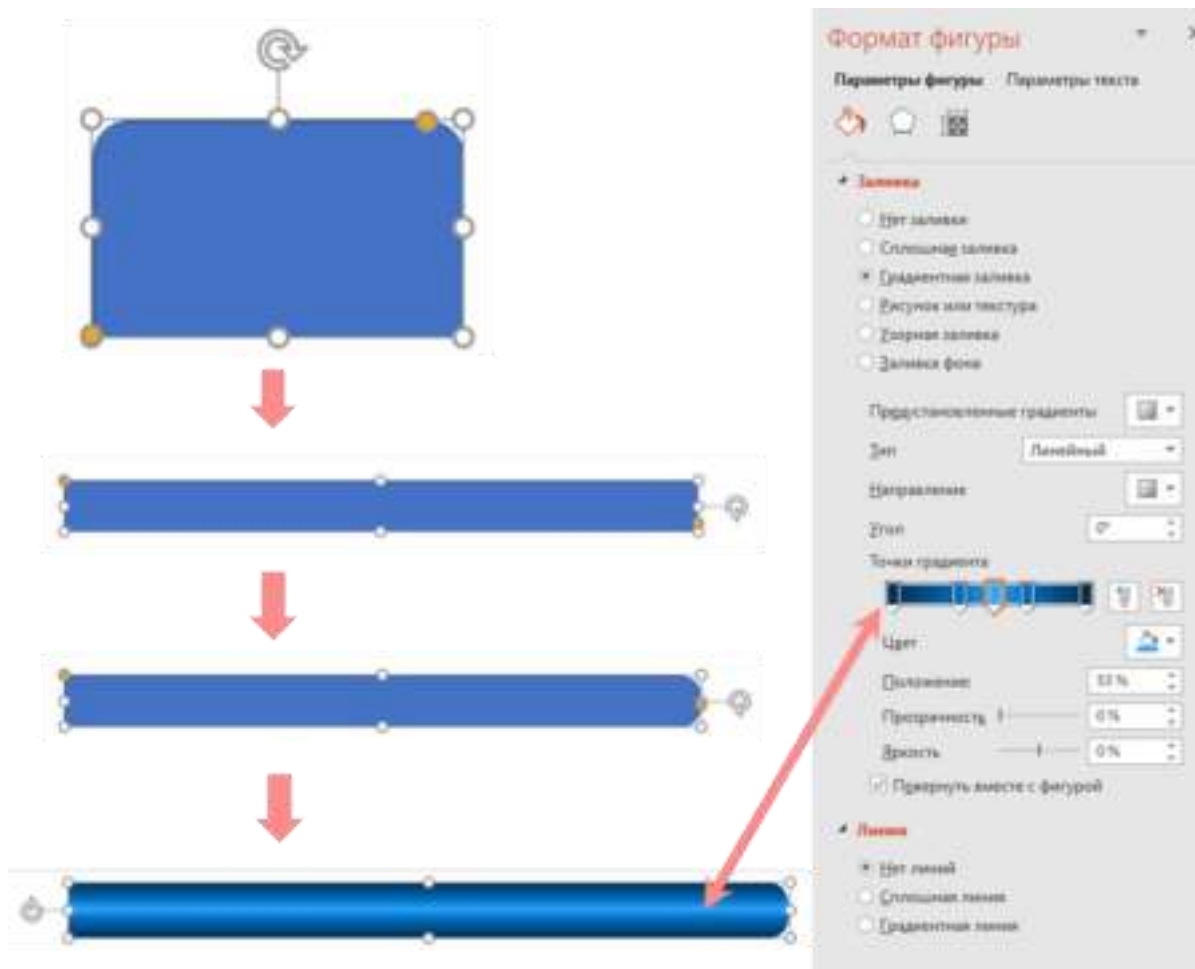 Формат фигуры
Параметры фигуры Параметры текста
Заливка
Нет заливки
Сплошная заливка
Градиентная заливка
Рисунок или текстура
Узорная заливка
Заливка фона
Предустановленные градиенты
Тип Линейный
Направление
Угол 0°
Точки градиента
Цвет
Положение 53 %
Прозрачность 0 %
Яркость 0 %
Повернуть вместе с фигурой
Линия
Нет линий
Сплошная линия
Градиентная линия